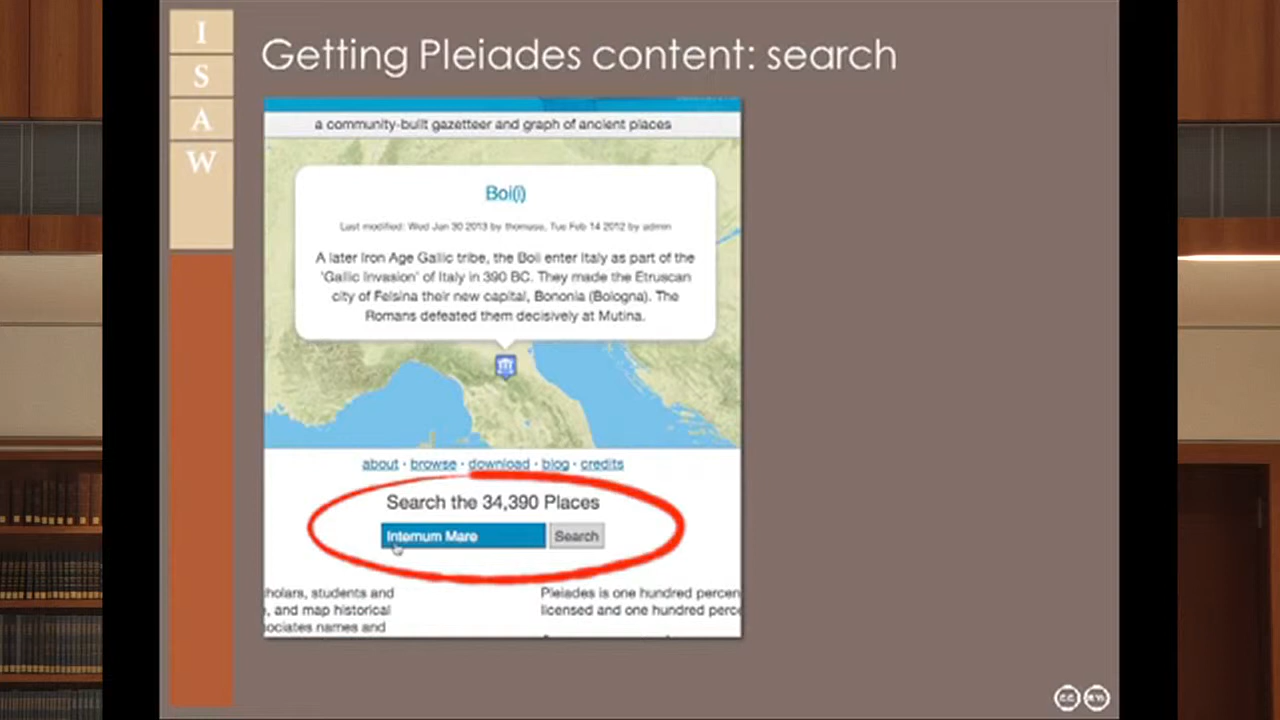 I
S
A
W
Getting Pleiades content: search
a community-built gazetteer and graph of ancient places
Boi(i)
Last modified: Wed Jan 30 2013 by thomase, Tue Feb 14 2012 by admin
A later Iron Age Gallic tribe, the Boii enter Italy as part of the
'Gallic Invasion' of Italy in 390 BC. They made the Etruscan
city of Felsina their new capital, Bononia (Bologna). The
Romans defeated them decisively at Mutina.
about · browse · download · blog · credits
Search the 34,390 Places
Internum Mare
Search
holars, students and
, and map historical
ociates names and
Pleiades is one hundred percen
licensed and one hundred perce
CC